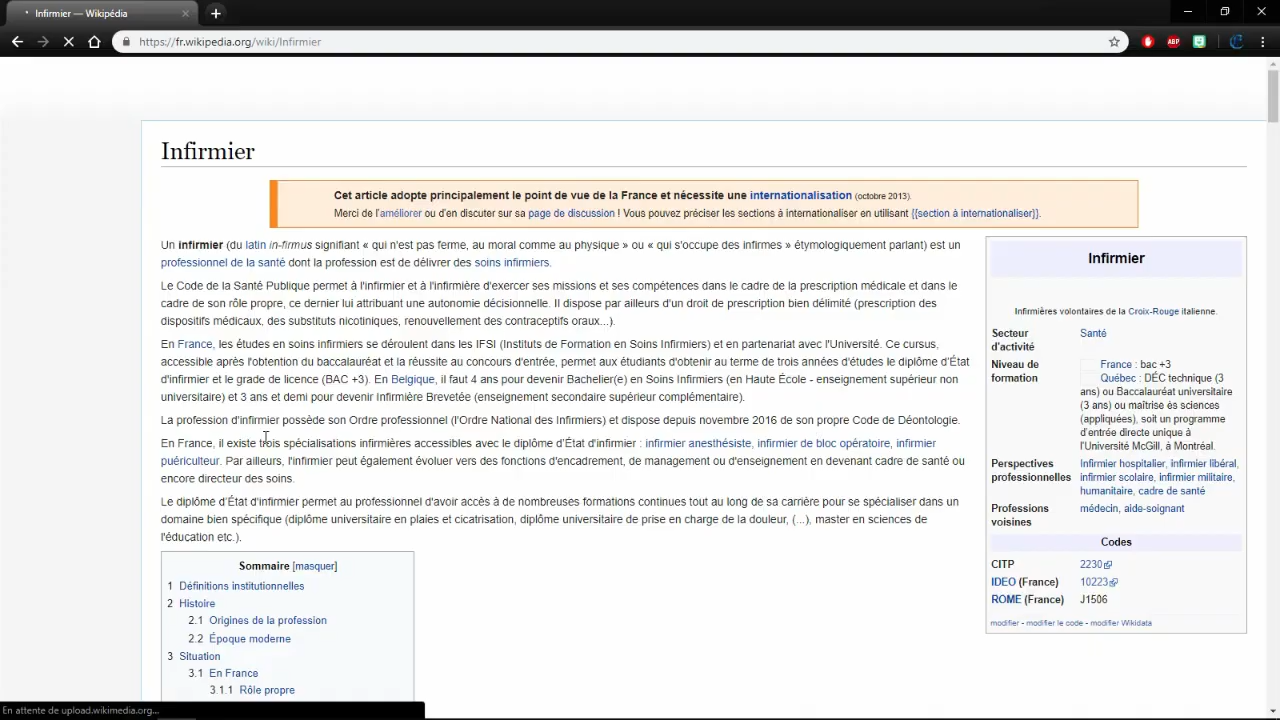 Infirmier — Wikipédia
https://fr.wikipedia.org/wiki/Infirmier
ABP
Infirmier
Cet article adopte principalement le point de vue de la France et nécessite une internationalisation (octobre 2013).
Merci de l'améliorer ou d'en discuter sur sa page de discussion ! Vous pouvez préciser les sections à internationaliser en utilisant {{section à internationaliser}}.
Un infirmier (du latin in-firmus signifiant « qui n'est pas ferme, au moral comme au physique » ou « qui s'occupe des infirmes » étymologiquement parlant) est un
professionnel de la santé dont la profession est de délivrer des soins infirmiers.
Le Code de la Santé Publique permet à l'infirmier et à l'infirmière d'exercer ses missions et ses compétences dans le cadre de la prescription médicale et dans le
cadre de son rôle propre, ce dernier lui attribuant une autonomie décisionnelle. Il dispose par ailleurs d'un droit de prescription bien délimité (prescription des
dispositifs médicaux, des substituts nicotiniques, renouvellement des contraceptifs oraux...).
En France, les études en soins infirmiers se déroulent dans les IFSI (Instituts de Formation en Soins Infirmiers) et en partenariat avec l'Université. Ce cursus,
accessible après l'obtention du baccalauréat et la réussite au concours d'entrée, permet aux étudiants d'obtenir au terme de trois années d'études le diplôme d'État
d'infirmier et le grade de licence (BAC +3). En Belgique, il faut 4 ans pour devenir Bachelier(e) en Soins Infirmiers (en Haute École - enseignement supérieur non
universitaire) et 3 ans et demi pour devenir Infirmière Brevetée (enseignement secondaire supérieur complémentaire).
La profession d'infirmier possède son Ordre professionnel (l'Ordre National des Infirmiers) et dispose depuis novembre 2016 de son propre Code de Déontologie.
En France, il existe trois spécialisations infirmières accessibles avec le diplôme d'État d'infirmier : infirmier anesthésiste, infirmier de bloc opératoire, infirmier
puériculteur. Par ailleurs, l'infirmier peut également évoluer vers des fonctions d'encadrement, de management ou d'enseignement en devenant cadre de santé ou
encore directeur des soins.
Le diplôme d'État d'infirmier permet au professionnel d'avoir accès à de nombreuses formations continues tout au long de sa carrière pour se spécialiser dans un
domaine bien spécifique (diplôme universitaire en plaies et cicatrisation, diplôme universitaire de prise en charge de la douleur, (...), master en sciences de
l'éducation etc.).
Sommaire [masquer]
1 Définitions institutionnelles
2 Histoire
2.1 Origines de la profession
2.2 Époque moderne
3 Situation
3.1 En France
3.1.1 Rôle propre
Infirmier
Infirmières volontaires de la Croix-Rouge italienne.
Secteur d'activité Santé
Niveau de formation France : bac +3
Québec : DÉC technique (3
ans) ou Baccalauréat universitaire
(3 ans) ou maîtrise ès sciences
(appliquées), soit un programme
d'entrée directe unique à
l'Université McGill, à Montréal.
Perspectives professionnelles Infirmier hospitalier, infirmier libéral,
infirmier scolaire, infirmier militaire,
humanitaire, cadre de santé
Professions voisines médecin, aide-soignant
Codes
CITP 2230
IDEO (France) 10223
ROME (France) J1506
modifier - modifier le code - modifier Wikidata
En attente de upload.wikimedia.org...